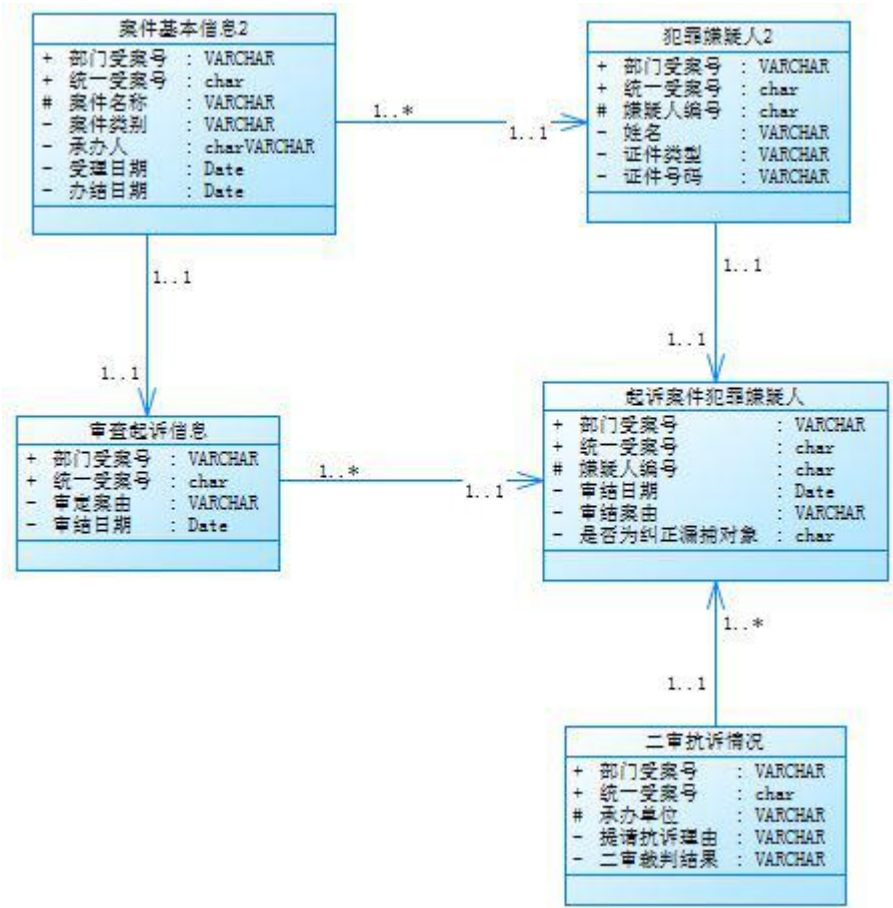 案件基本信息2
+ 部门受案号 : VARCHAR
+ 统一受案号 : char
# 案件名称 : VARCHAR
- 案件类别 : VARCHAR
- 承办人 : charVARCHAR
- 受理日期 : Date
- 办结日期 : Date
犯罪嫌疑人2
+ 部门受案号 : VARCHAR
+ 统一受案号 : char
# 嫌疑人编号 : char
- 姓名 : VARCHAR
- 证件类型 : VARCHAR
- 证件号码 : VARCHAR
1..*
1..1
1..1
1..1
1..1
1..1
审查起诉信息
+ 部门受案号 : VARCHAR
+ 统一受案号 : char
- 审定案由 : VARCHAR
- 审结日期 : Date
1..*
1..1
起诉案件犯罪嫌疑人
+ 部门受案号 : VARCHAR
+ 统一受案号 : char
# 嫌疑人编号 : char
- 审结日期 : Date
- 审结案由 : VARCHAR
- 是否为纠正漏捕对象 : char
1..*
1..1
二审抗诉情况
+ 部门受案号 : VARCHAR
+ 统一受案号 : char
# 承办单位 : VARCHAR
- 提请抗诉理由 : VARCHAR
- 二审裁判结果 : VARCHAR